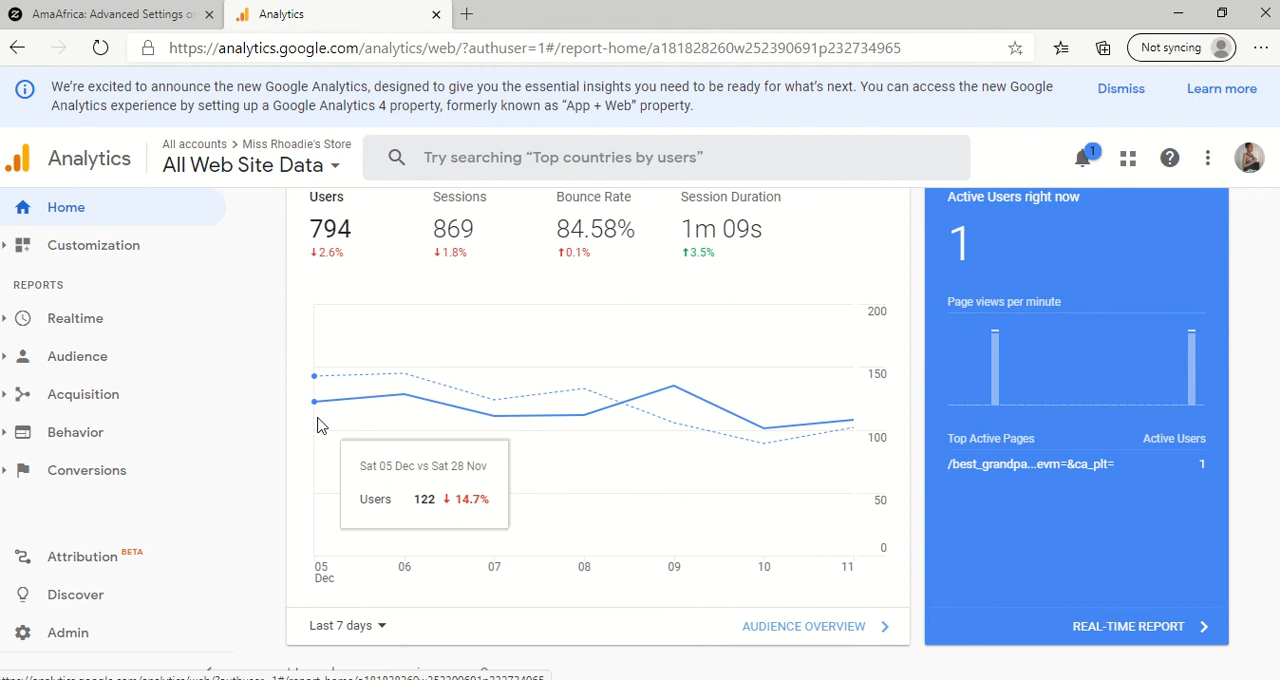 AmaAfrica: Advanced Settings o
Analytics
https://analytics.google.com/analytics/web/?authuser=1#/report-home/a181828260w252390691p232734965
Not syncing
We're excited to announce the new Google Analytics, designed to give you the essential insights you need to be ready for what's next. You can access the new Google
Analytics experience by setting up a Google Analytics 4 property, formerly known as “App + Web” property.
Dismiss
Learn more
Analytics
All accounts > Miss Rhoadie's Store
All Web Site Data
Try searching “Top countries by users”
1
Home
Customization
REPORTS
Realtime
Audience
Acquisition
Behavior
Conversions
Attribution BETA
Discover
Admin
Users Sessions Bounce Rate Session Duration
794 869 84.58% 1m 09s
↓2.6% ↓1.8% ↑0.1% ↑3.5%
200
150
100
50
0
Sat 05 Dec vs Sat 28 Nov
Users 122 ↓ 14.7%
05 06 07 08 09 10 11
Dec
Last 7 days
AUDIENCE OVERVIEW
Active Users right now
1
Page views per minute
Top Active Pages Active Users
/best_grandpa...evm=&ca_plt= 1
REAL-TIME REPORT